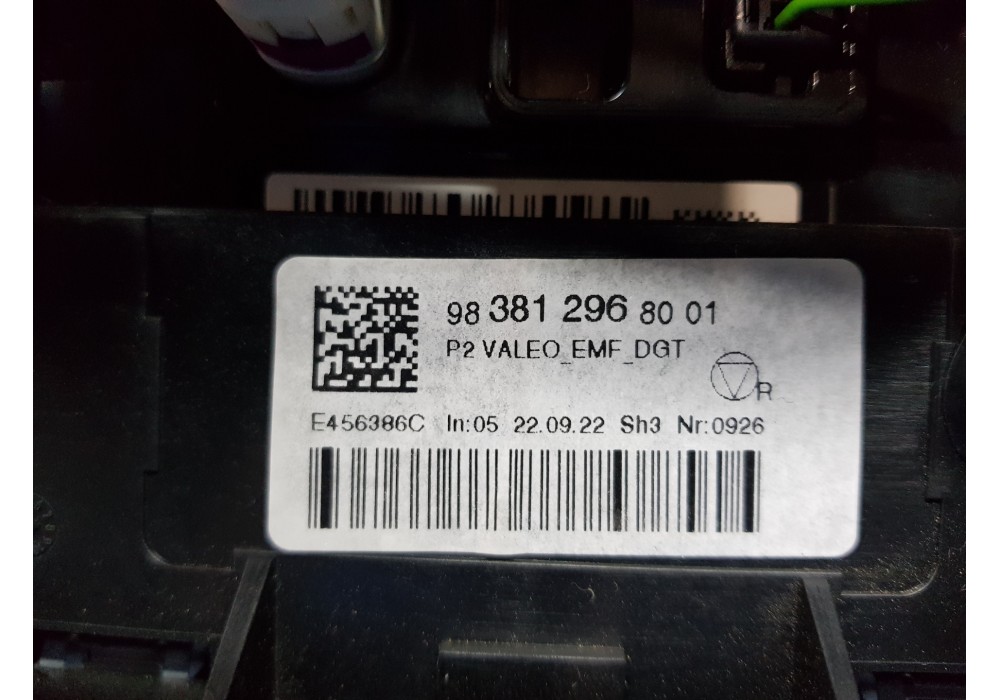 98 381 296 80 01
P2 VALEO_EMF_DGT
R
E456386C In:05 22.09.22 Sh3 Nr:0926